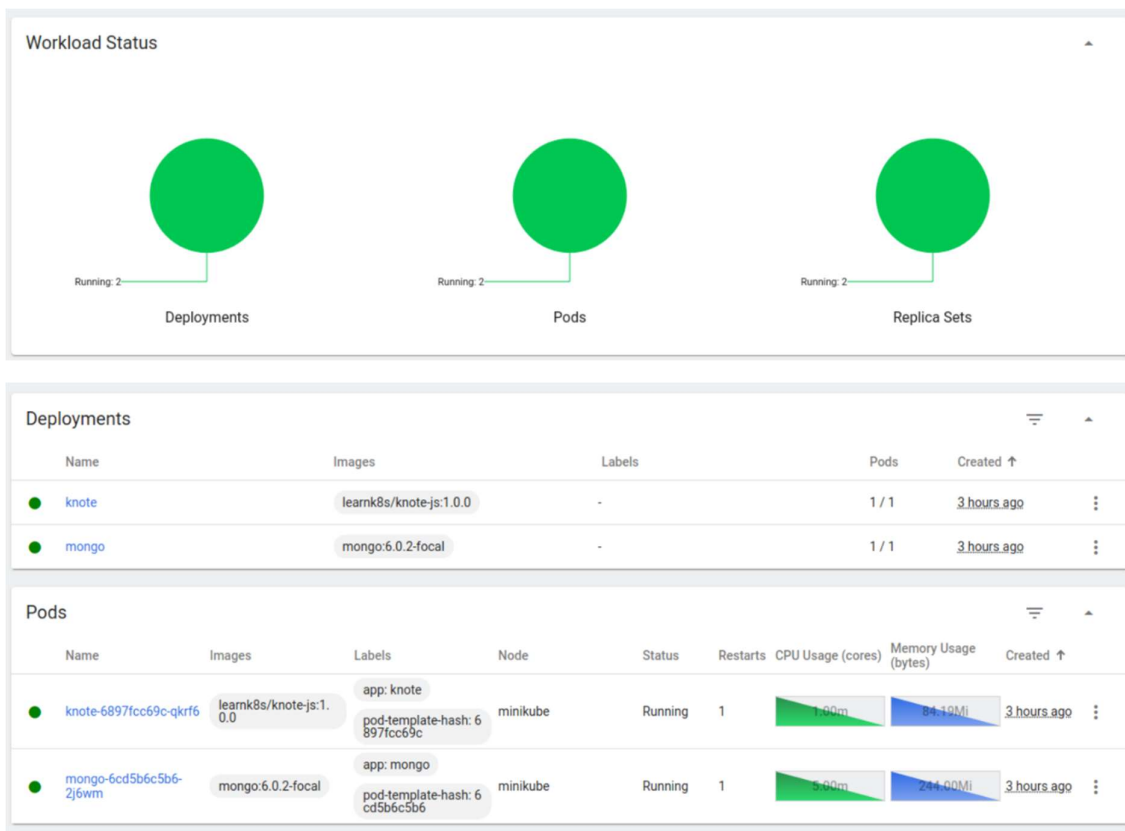 Workload Status
Running: 2
Running: 2
Running: 2
Deployments
Pods
Replica Sets
Deployments
Name Images Labels Pods Created ↑
knote learnk8s/knote-js:1.0.0 - 1 / 1 3 hours ago
mongo mongo:6.0.2-focal - 1 / 1 3 hours ago
Pods
Name Images Labels Node Status Restarts CPU Usage (cores) Memory Usage
(bytes) Created ↑
knote-6897fcc69c-qkrf6
learnk8s/knote-js:1.
0.0
app: knote
pod-template-hash: 6
897fcc69c
minikube Running 1 1.00m 84.19Mi 3 hours ago
mongo-6cd5b6c5b6-
2j6wm
mongo:6.0.2-focal
app: mongo
pod-template-hash: 6
cd5b6c5b6
minikube Running 1 5.00m 244.00Mi 3 hours ago